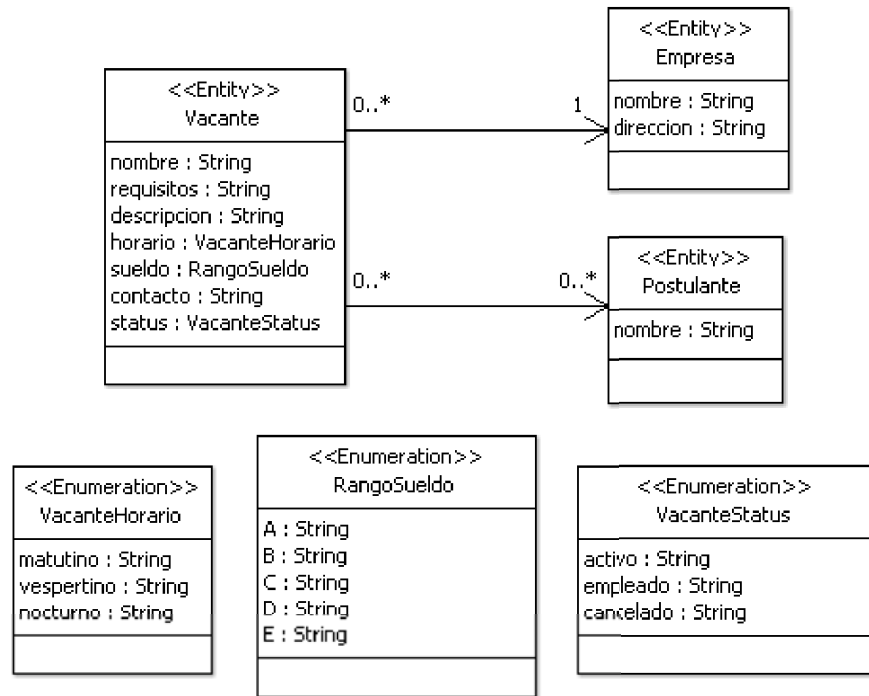 <<Entity>>
Empresa
nombre : String
direccion : String
<<Entity>>
Vacante
nombre : String
requisitos : String
descripcion : String
horario : VacanteHorario
sueldo : RangoSueldo
contacto : String
status : VacanteStatus
0..*
1
0..*
0..*
<<Entity>>
Postulante
nombre : String
<<Enumeration>>
VacanteHorario
matutino : String
vespertino : String
nocturno : String
<<Enumeration>>
RangoSueldo
A : String
B : String
C : String
D : String
E : String
<<Enumeration>>
VacanteStatus
activo : String
empleado : String
cancelado : String